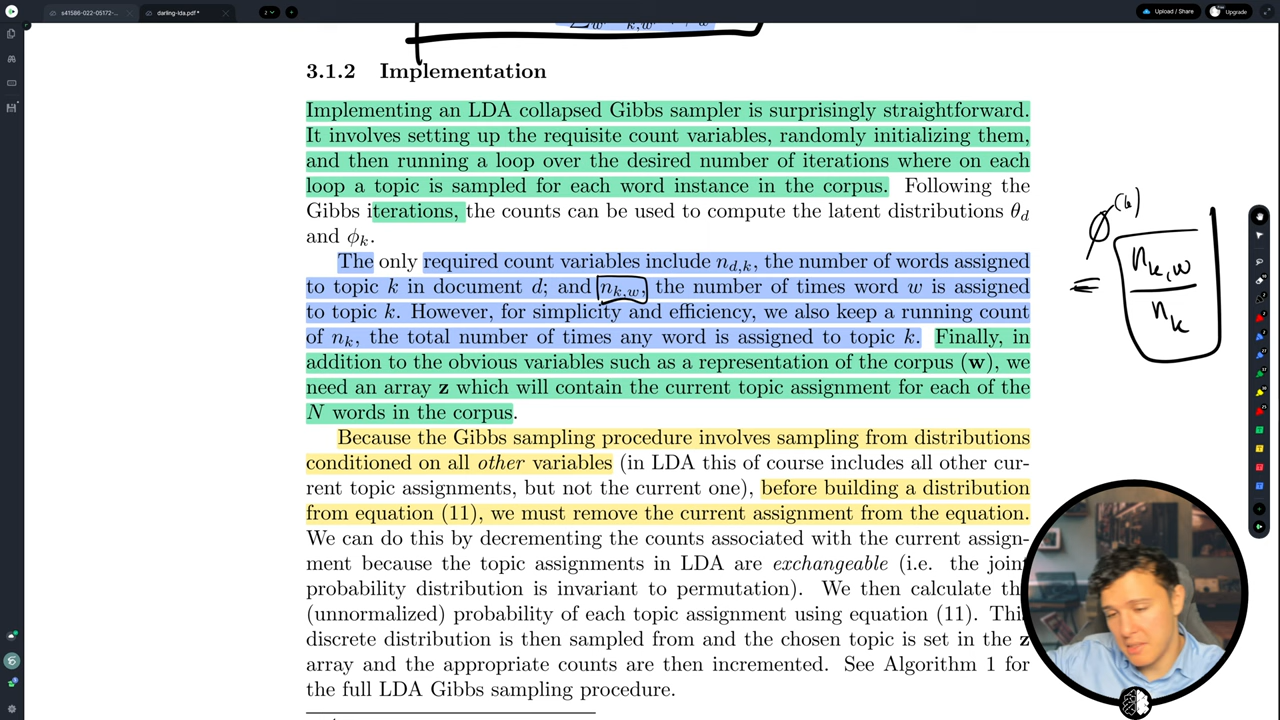 s41586-022-05172-...
darling-lda.pdf*
2
Upload / Share
Upgrade
3.1.2 Implementation
Implementing an LDA collapsed Gibbs sampler is surprisingly straightforward.
It involves setting up the requisite count variables, randomly initializing them,
and then running a loop over the desired number of iterations where on each
loop a topic is sampled for each word instance in the corpus. Following the
Gibbs iterations, the counts can be used to compute the latent distributions θ_d
and ϕ_k.
The only required count variables include n_{d,k}, the number of words assigned
to topic k in document d; and n_{k,w}, the number of times word w is assigned
to topic k. However, for simplicity and efficiency, we also keep a running count
of n_k, the total number of times any word is assigned to topic k. Finally, in
addition to the obvious variables such as a representation of the corpus (w), we
need an array z which will contain the current topic assignment for each of the
N words in the corpus.
Because the Gibbs sampling procedure involves sampling from distributions
conditioned on all other variables (in LDA this of course includes all other cur-
rent topic assignments, but not the current one), before building a distribution
from equation (11), we must remove the current assignment from the equation.
We can do this by decrementing the counts associated with the current assign-
ment because the topic assignments in LDA are exchangeable (i.e. the joint
probability distribution is invariant to permutation). We then calculate th
(unnormalized) probability of each topic assignment using equation (11). Thi
discrete distribution is then sampled from and the chosen topic is set in the z
array and the appropriate counts are then incremented. See Algorithm 1 for
the full LDA Gibbs sampling procedure.
ϕ^(k)
= n_{k,w}
n_k